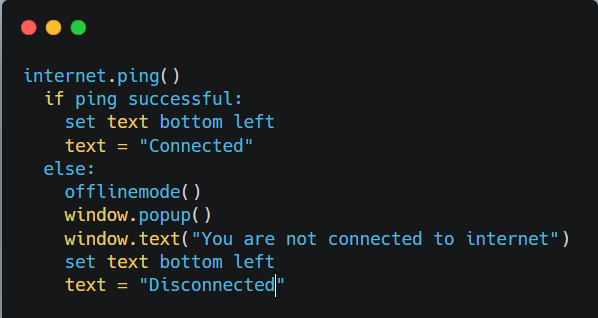 internet.ping()
if ping successful:
set text bottom left
text = "Connected"
else:
offlinemode()
window.popup()
window.text("You are not connected to internet")
set text bottom left
text = "Disconnected"